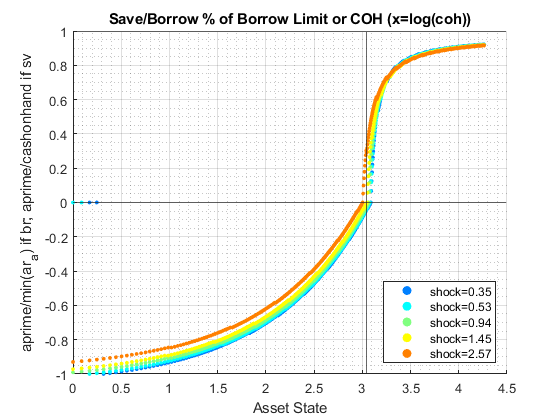 Save/Borrow % of Borrow Limit or COH (x=log(coh))
aprime/min(ar_a) if br; aprime/cashonhand if sv
1
0.8
0.6
0.4
0.2
0
-0.2
-0.4
-0.6
-0.8
-1
shock=0.35
shock=0.53
shock=0.94
shock=1.45
shock=2.57
0 0.5 1 1.5 2 2.5 3 3.5 4 4.5
Asset State